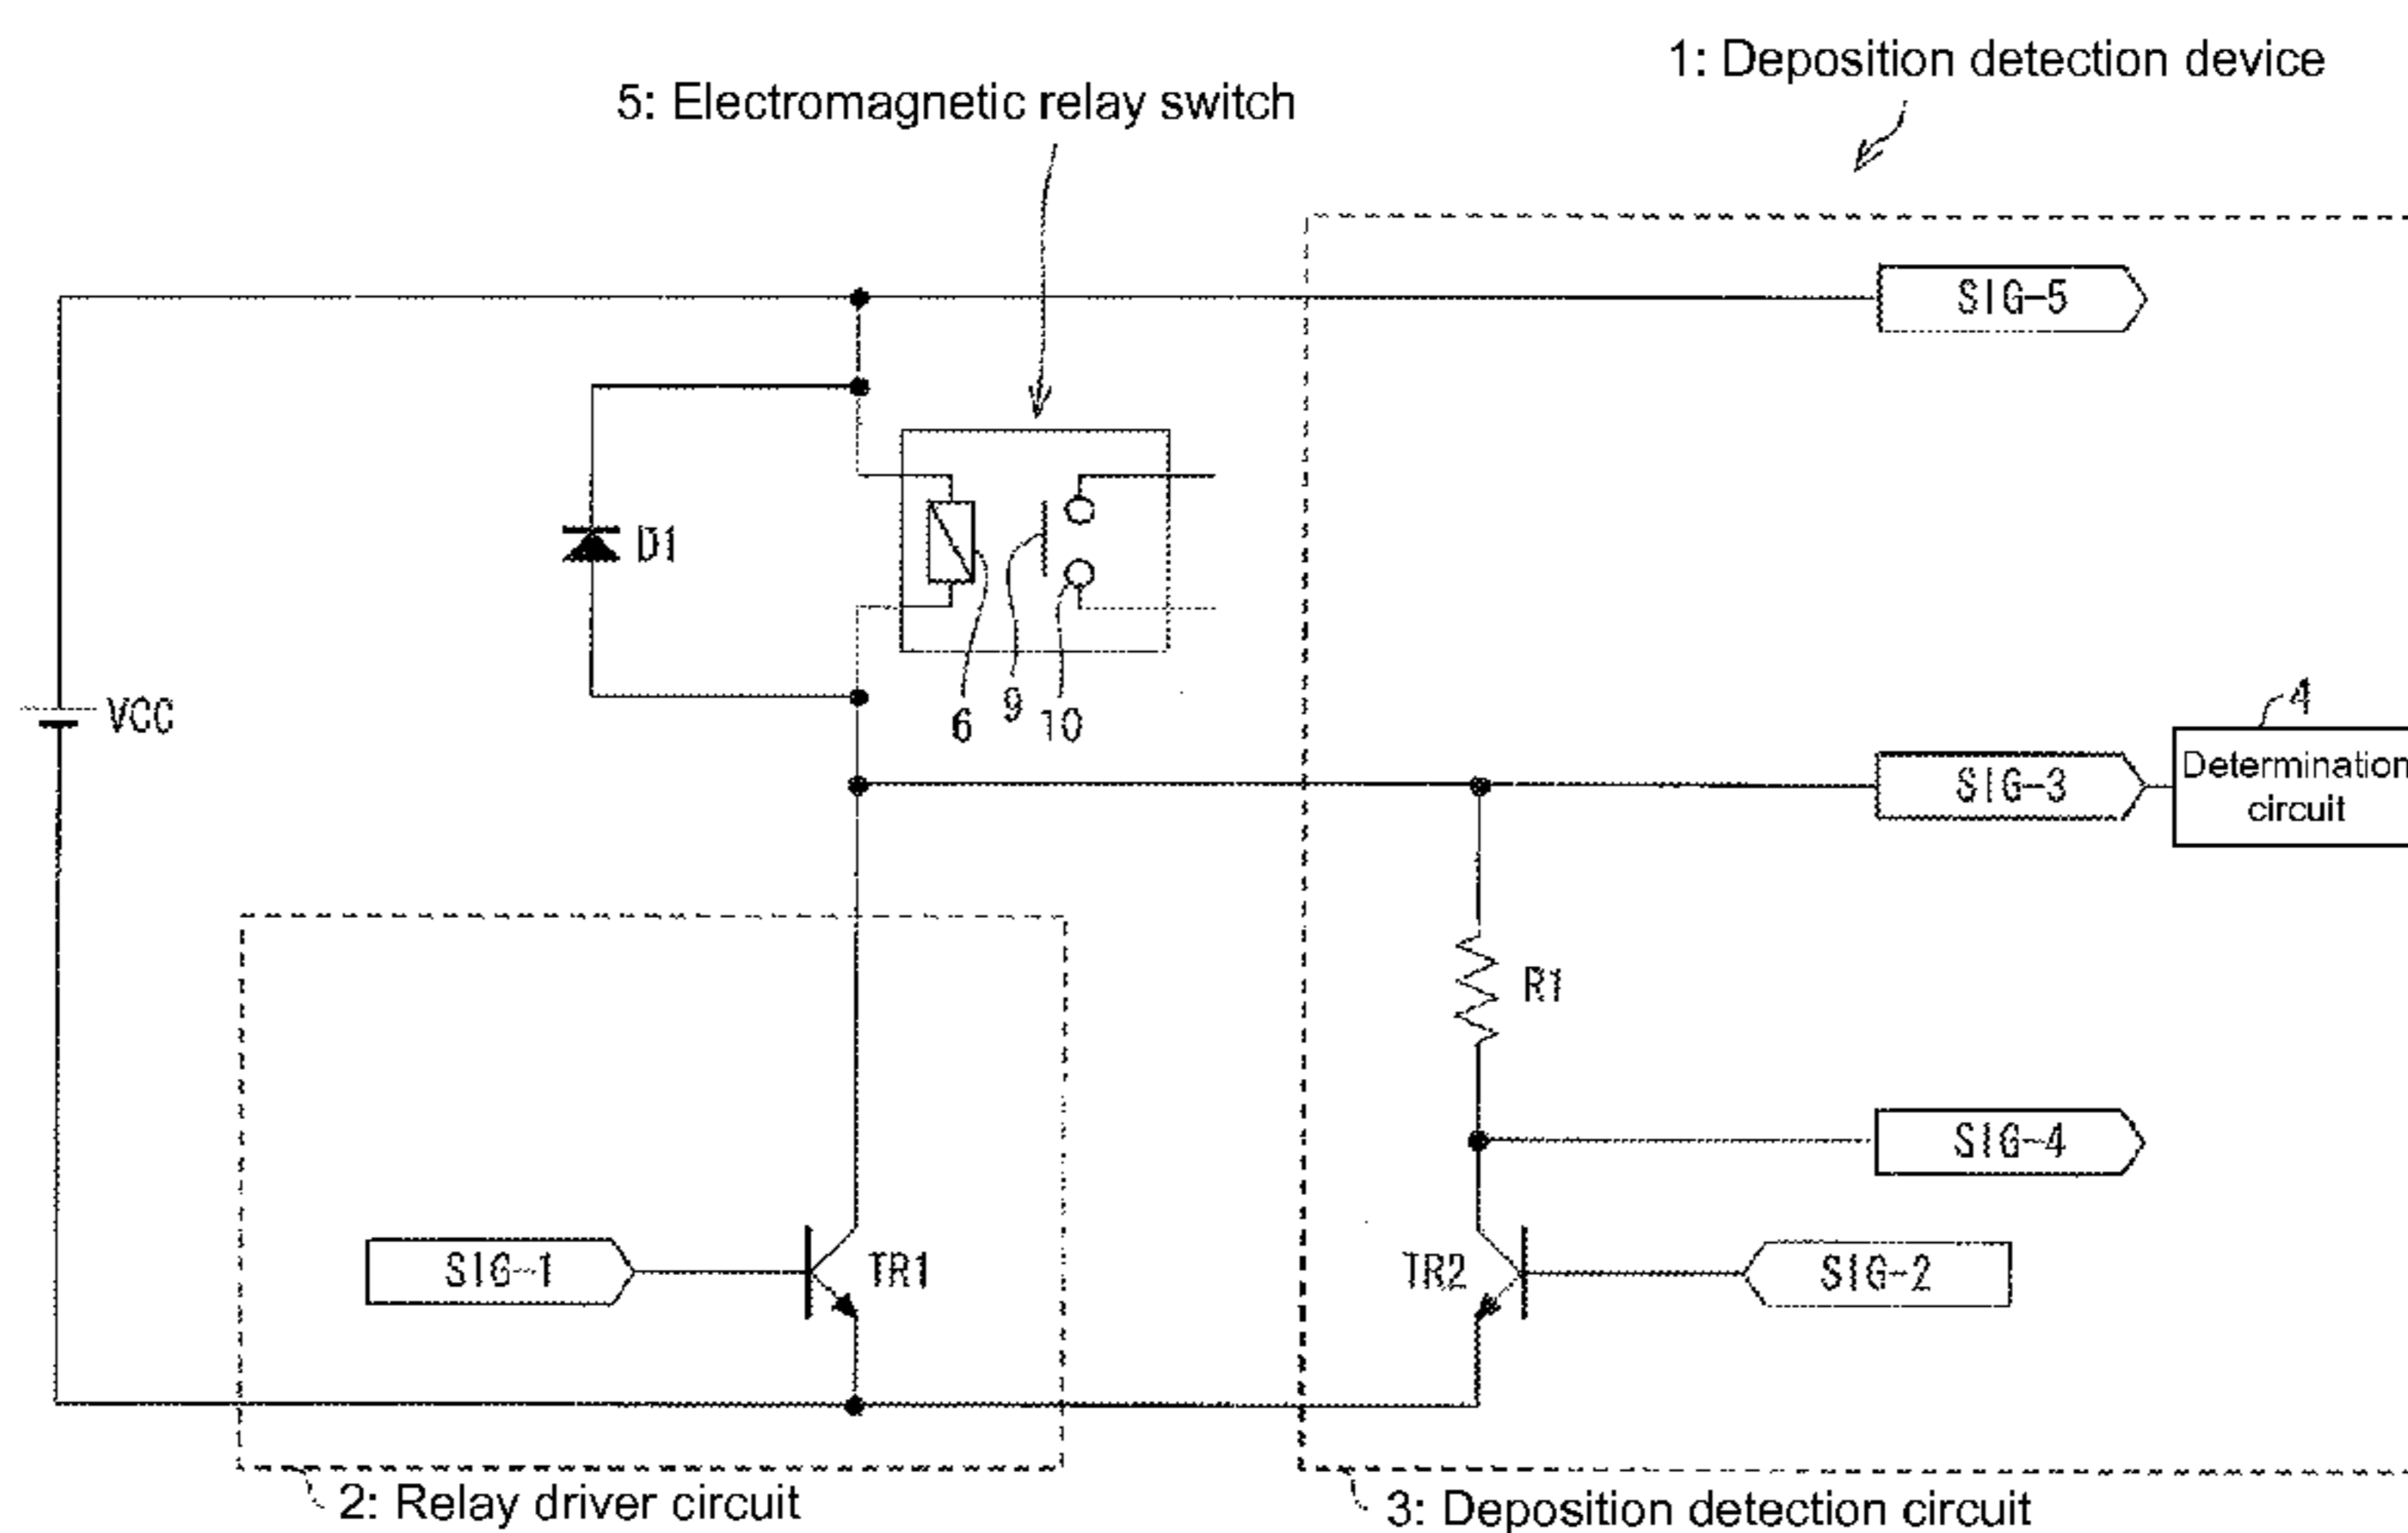 1: Deposition detection device
5: Electromagnetic relay switch
SIG-5
D1
6
9
10
VCC
4
SIG-3
Determination
circuit
R1
SIG-4
SIG-1
TR1
TR2
SIG-2
2: Relay driver circuit
3: Deposition detection circuit